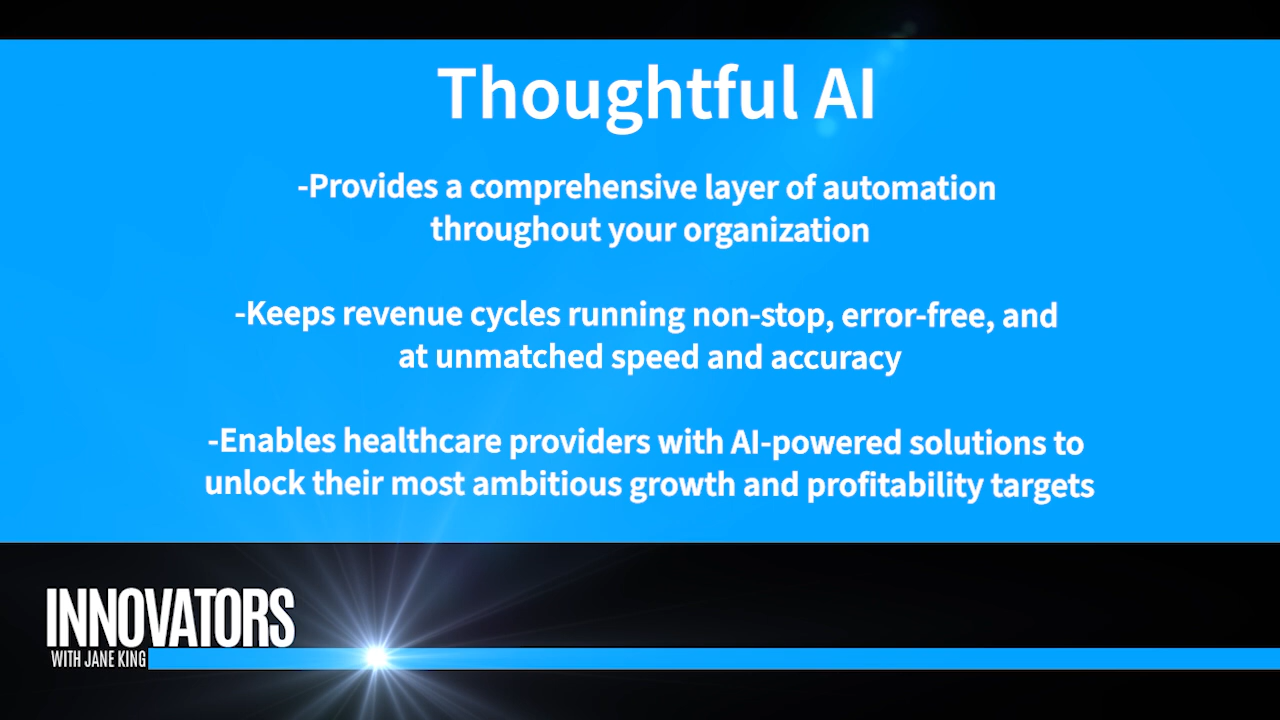 Thoughtful AI
-Provides a comprehensive layer of automation
throughout your organization
-Keeps revenue cycles running non-stop, error-free, and
at unmatched speed and accuracy
-Enables healthcare providers with AI-powered solutions to
unlock their most ambitious growth and profitability targets
INNOVATORS
WITH JANE KING